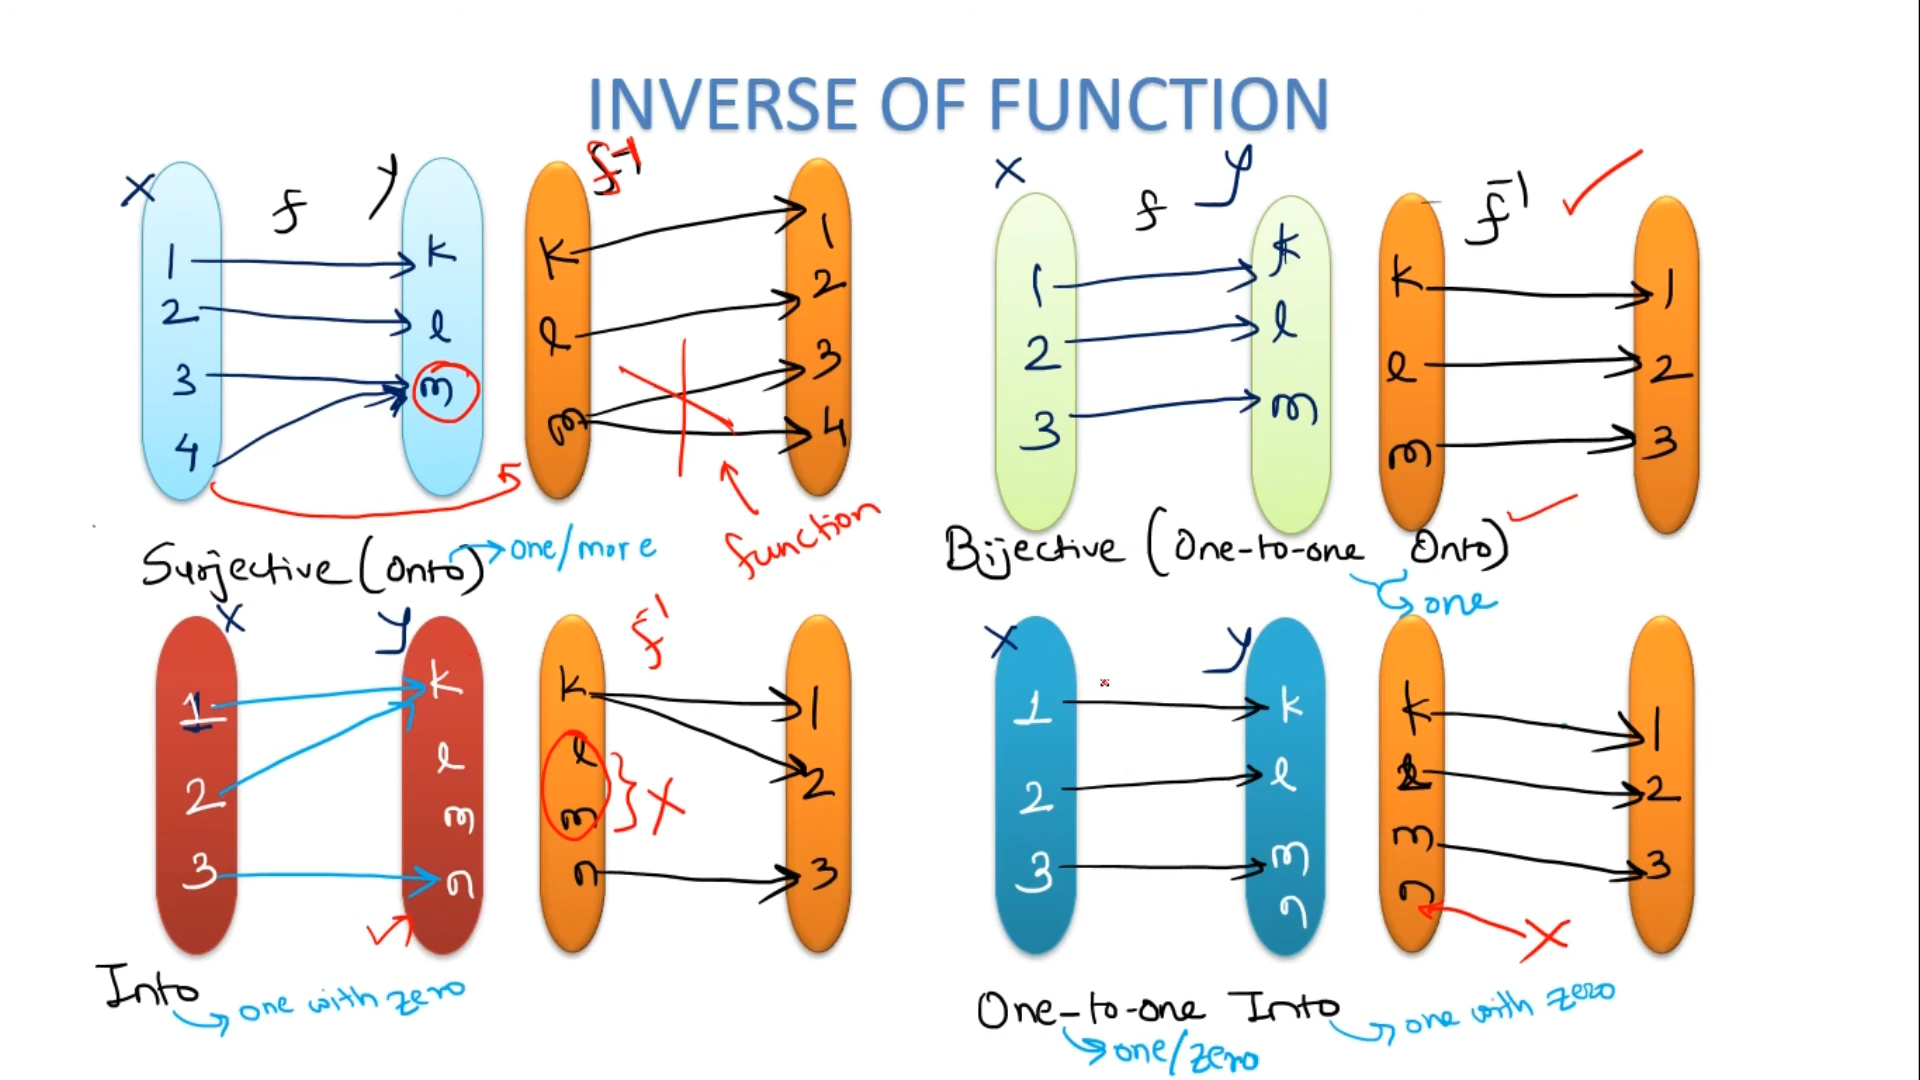 INVERSE OF FUNCTION
x f y
1 k
2 l
3 m
4
f-1
k 1
l 2
m 3
4
function
Surjective (Onto) → one/more
x f y
1 k
2 l
3 m
f-1 ✓
k 1
l 2
m 3
Bijective (One-to-one Onto) ✓
→ one
x y
1 k
2 l
3 m
n
f-1
k 1
l 2
m 3
n
X
Into → one with zero
x y
1 k
2 l
3 m
n
k 1
l 2
m 3
n X
One-to-one Into → one with zero
→ one/zero